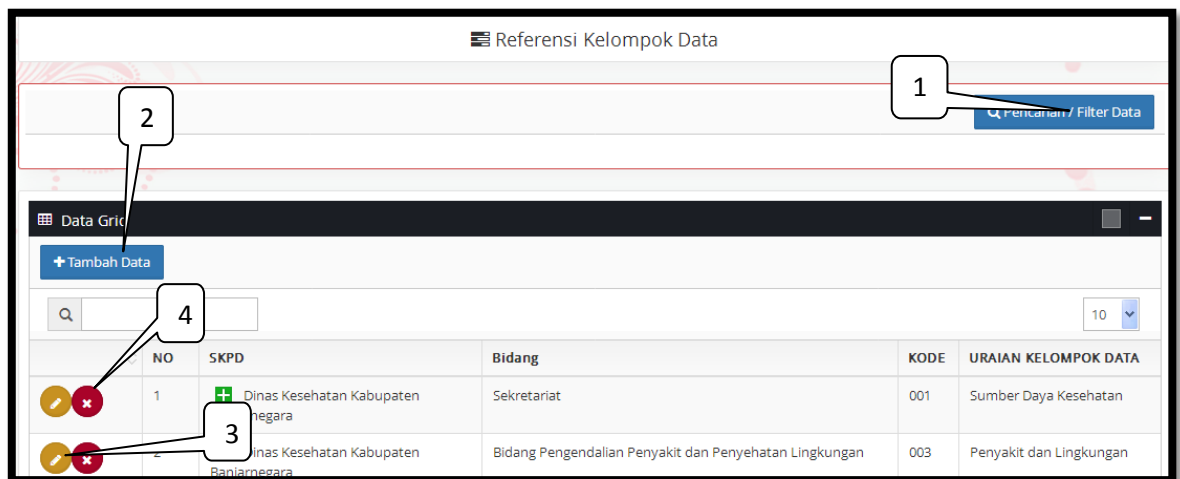 Referensi Kelompok Data
1
Pencarian / Filter Data
2
Data Grid
+Tambah Data
4
10
NO SKPD Bidang KODE URAIAN KELOMPOK DATA
1 Dinas Kesehatan Kabupaten Sekretariat 001 Sumber Daya Kesehatan
negara
3
2 Dinas Kesehatan Kabupaten Bidang Pengendalian Penyakit dan Penyehatan Lingkungan 003 Penyakit dan Lingkungan
Banjarnegara